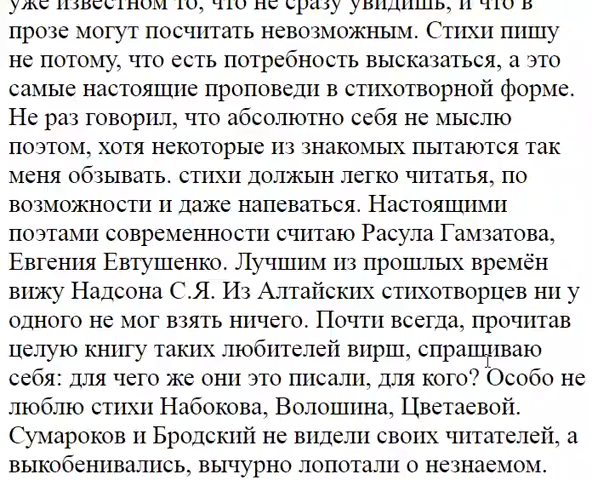 уже известном то, что не сразу увидишь, и что в
прозе могут посчитать невозможным. Стихи пишу
не потому, что есть потребность высказаться, а это
самые настоящие проповеди в стихотворной форме.
Не раз говорил, что абсолютно себя не мыслю
поэтом, хотя некоторые из знакомых пытаются так
меня обзывать. стихи должын легко читатья, по
возможности и даже напеваться. Настоящими
поэтами современности считаю Расула Гамзатова,
Евгения Евтушенко. Лучшим из прошлых времён
вижу Надсона С.Я. Из Алтайских стихотворцев ни у
одного не мог взять ничего. Почти всегда, прочитав
целую книгу таких любителей вирш, спрашиваю
себя: для чего же они это писали, для кого? Особо не
люблю стихи Набокова, Волошина, Цветаевой.
Сумароков и Бродский не видели своих читателей, а
выкобенивались, вычурно лопотали о незнаемом.